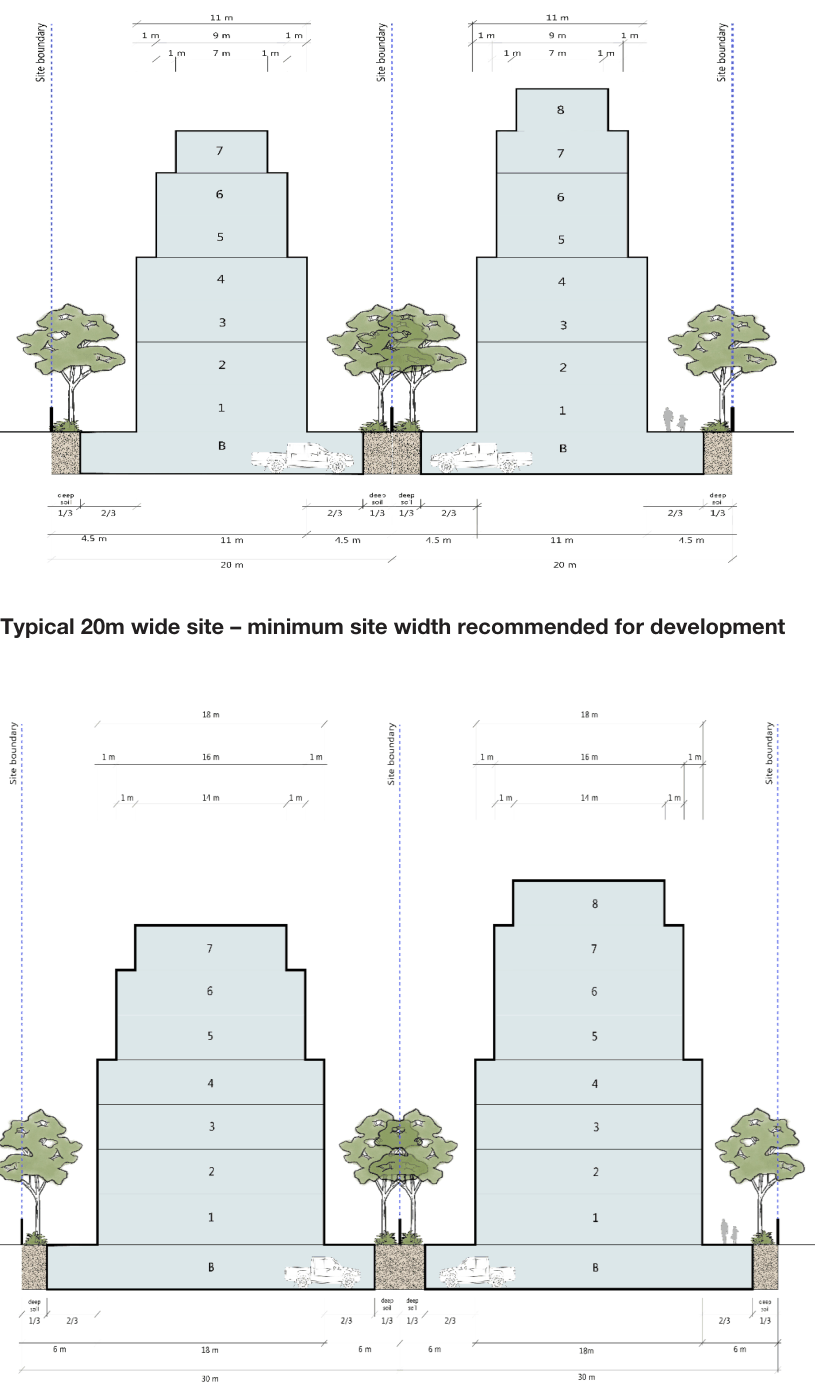 Site boundary
Site boundary
Site boundary
11 m
11 m
1 m 9 m 1 m
1 m 9 m 1 m
1 m 7 m 1 m
1 m 7 m 1 m
8
7
7
6
6
5
5
4
4
3
3
2
2
1
1
B
B
deep soil
deep soil
deep soil
deep soil
1/3 2/3 2/3 1/3 1/3 2/3 2/3 1/3
4.5 m 11 m 4.5 m 4.5 m 11 m 4.5 m
20 m 20 m
Typical 20m wide site – minimum site width recommended for development
Site boundary
Site boundary
Site boundary
18 m 18 m
1 m 16 m 1 m 1 m 16 m 1 m
1 m 14 m 1 m 1 m 14 m 1 m
8
7 7
6 6
5 5
4 4
3 3
2 2
1 1
B B
deep soil
deep soil
deep soil
deep soil
1/3 2/3 2/3 1/3 1/3 2/3 2/3 1/3
6 m 18 m 6 m 6 m 18m 6 m
30 m 30 m